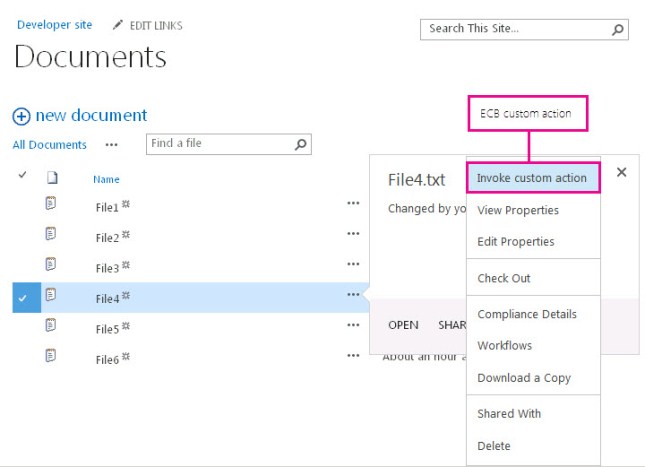 Developer site EDIT LINKS
Search This Site...
Documents
new document
ECB custom action
All Documents ...
Find a file
Name
File1
File2
File3
File4
File5
File6
File4.txt
Changed by yo
OPEN SHAR
About an hour a
Invoke custom action
View Properties
Edit Properties
Check Out
Compliance Details
Workflows
Download a Copy
Shared With
Delete